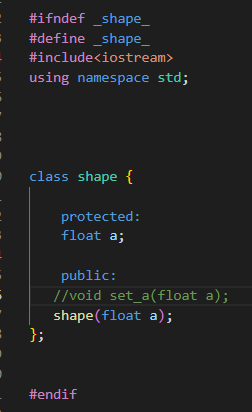 #ifndef _shape_
#define _shape_
#include<iostream>
using namespace std;
class shape {
protected:
float a;
public:
//void set_a(float a);
shape(float a);
};
#endif